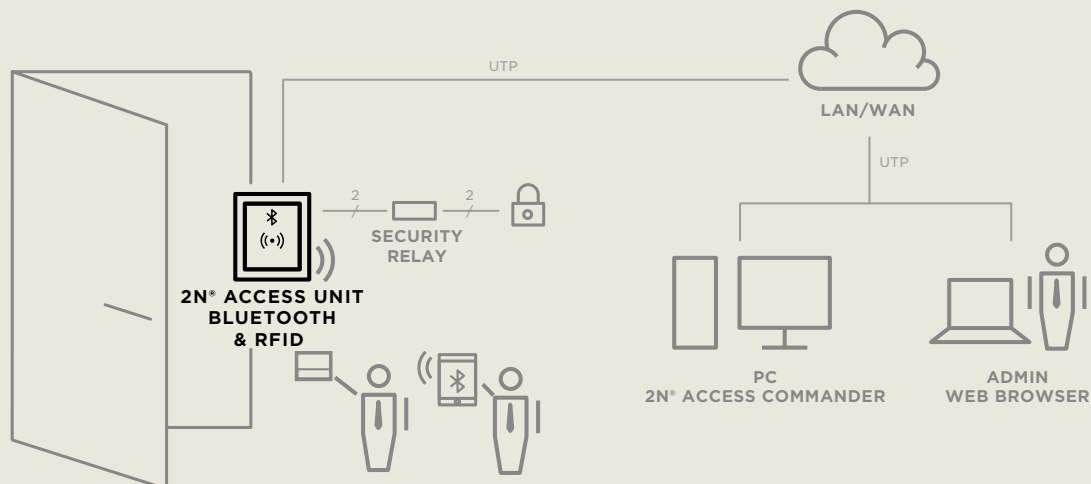 UTP
LAN/WAN
UTP
2
2
SECURITY
RELAY
2N® ACCESS UNIT
BLUETOOTH
& RFID
PC
2N® ACCESS COMMANDER
ADMIN
WEB BROWSER